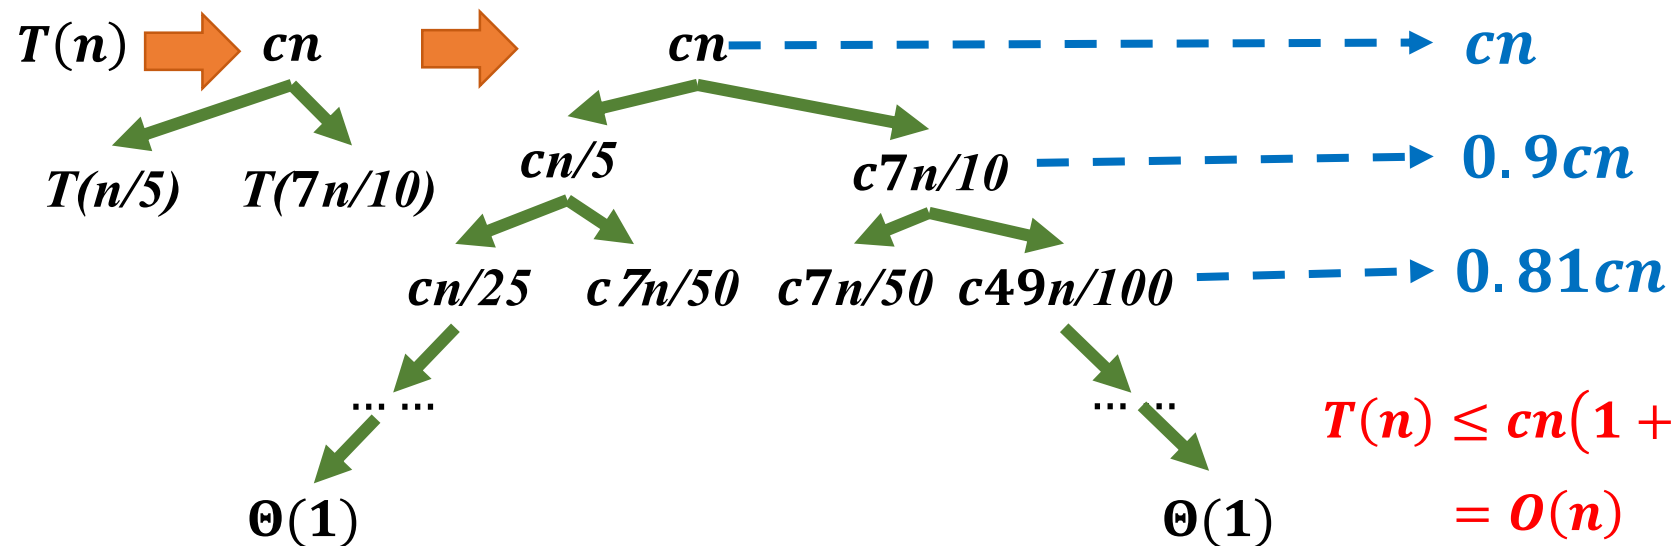 T(n) cn cn cn
T(n/5) T(7n/10) cn/5 c7n/10 0.9cn
cn/25 c7n/50 c7n/50 c49n/100 0.81cn
... ... ... ...
T(n) ≤ cn(1 +
Θ(1) Θ(1) = O(n)